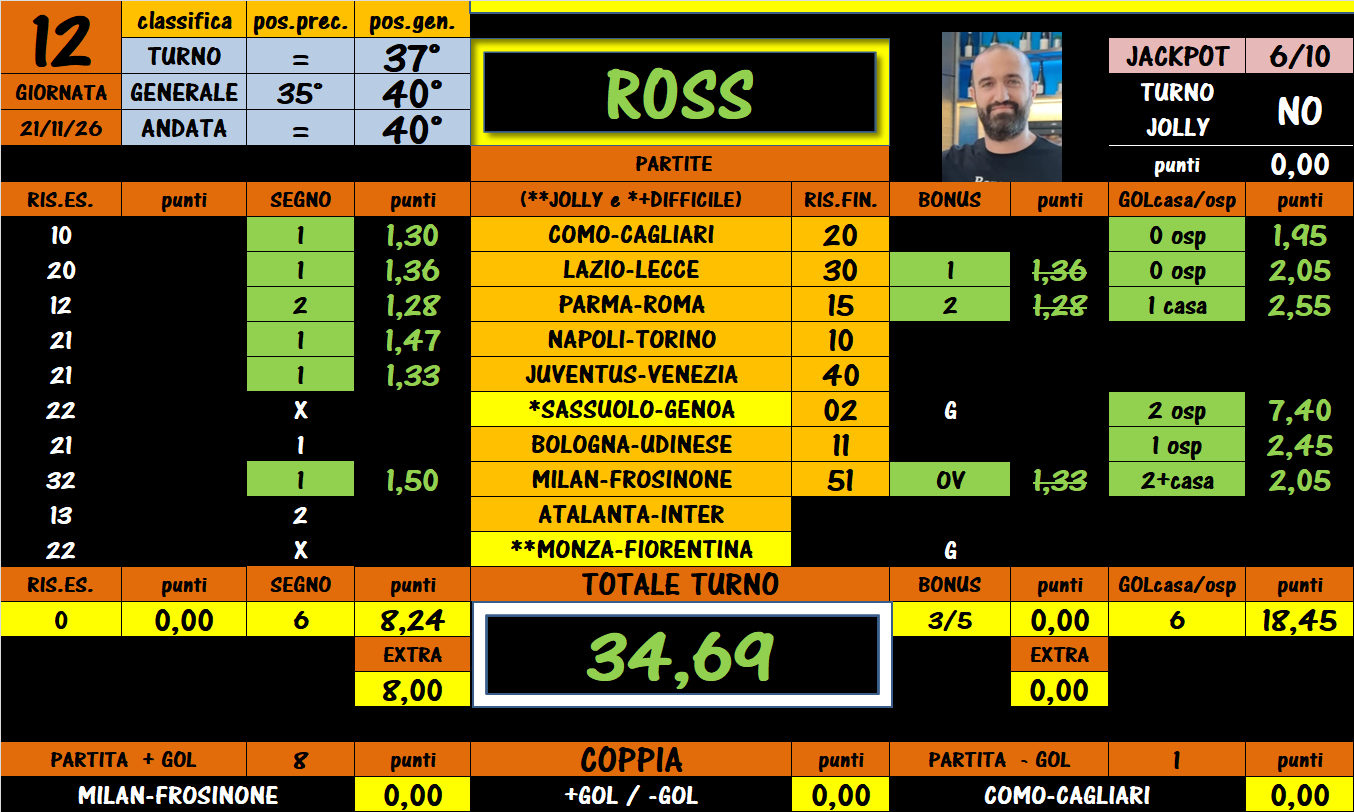 12 classifica pos.prec. pos.gen.
TURNO = 37°
GIORNATA GENERALE 35° 40°
21/11/26 ANDATA = 40°
ROSS
JACKPOT 6/10
TURNO JOLLY NO
punti 0,00
PARTITE
RIS.ES. punti SEGNO punti (**JOLLY e *+DIFFICILE) RIS.FIN. BONUS punti GOLcasa/osp punti
10 1 1,30 COMO-CAGLIARI 20 0 osp 1,95
20 1 1,36 LAZIO-LECCE 30 1 1,36 0 osp 2,05
12 2 1,28 PARMA-ROMA 15 2 1,28 1 casa 2,55
21 1 1,47 NAPOLI-TORINO 10
21 1 1,33 JUVENTUS-VENEZIA 40
22 X *SASSUOLO-GENOA 02 G 2 osp 7,40
21 1 BOLOGNA-UDINESE 11 1 osp 2,45
32 1 1,50 MILAN-FROSINONE 51 OV 1,33 2+casa 2,05
13 2 ATALANTA-INTER
22 X **MONZA-FIORENTINA G
RIS.ES. punti SEGNO punti TOTALE TURNO BONUS punti GOLcasa/osp punti
0 0,00 6 8,24 34,69 3/5 0,00 6 18,45
EXTRA EXTRA
8,00 0,00
PARTITA + GOL 8 punti COPPIA punti PARTITA - GOL 1 punti
MILAN-FROSINONE 0,00 +GOL / -GOL 0,00 COMO-CAGLIARI 0,00